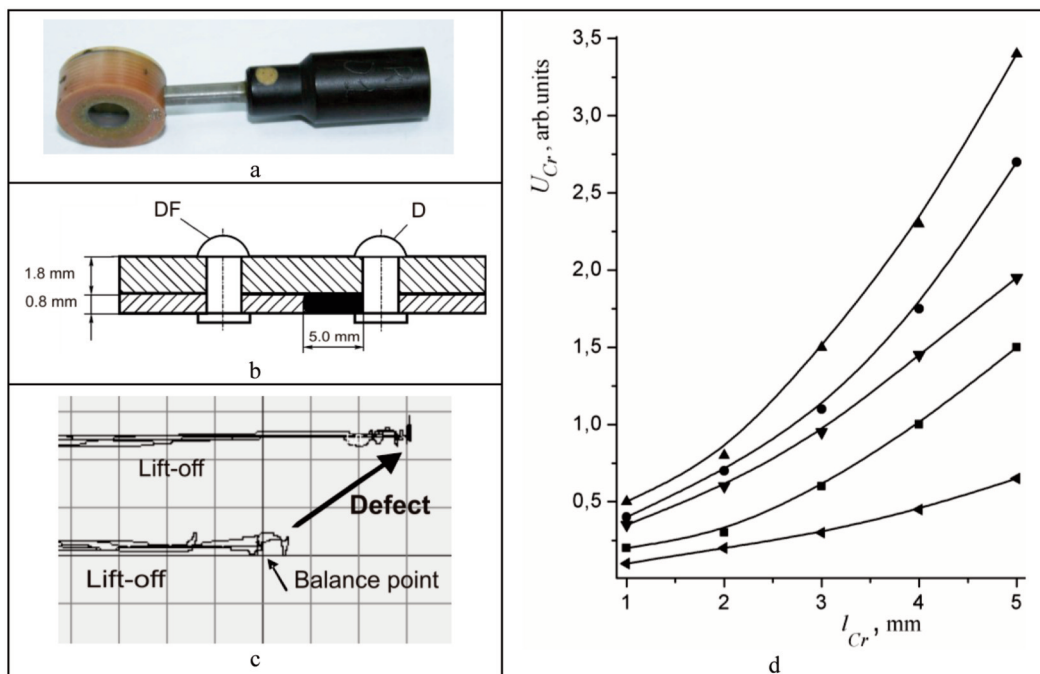 a
DF
D
1.8 mm
0.8 mm
5.0 mm
b
Lift-off
Defect
Lift-off
Balance point
c
U_Cr, arb.units
3,5
3,0
2,5
2,0
1,5
1,0
0,5
1
2
3
4
5
l_Cr, mm
d